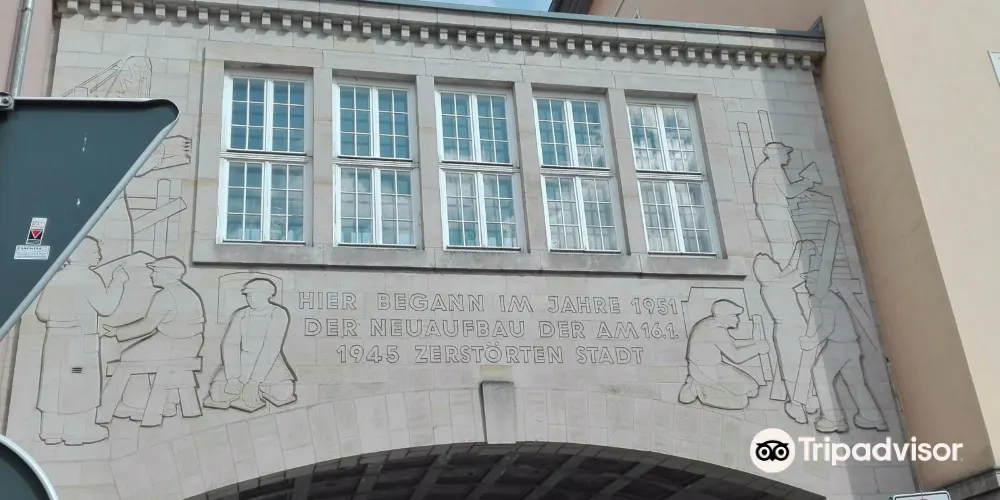 HIER BEGANN IM JAHRE 1951
DER NEUAUFBAU DER AM 16.1.
1945 ZERSTÖRTEN STADT
Tripadvisor